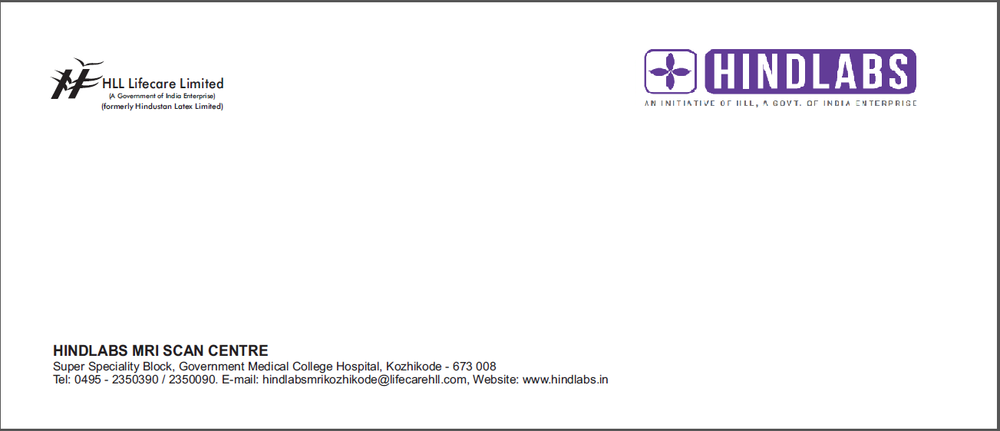 HLL Lifecare Limited
(A Government of India Enterprise)
(formerly Hindustan Latex Limited)
HINDLABS
AN INITIATIVE OF HLL, A GOVT. OF INDIA ENTERPRISE
HINDLABS MRI SCAN CENTRE
Super Speciality Block, Government Medical College Hospital, Kozhikode - 673 008
Tel: 0495 - 2350390 / 2350090. E-mail: hindlabsmrikozhikode@lifecarehll.com, Website: www.hindlabs.in